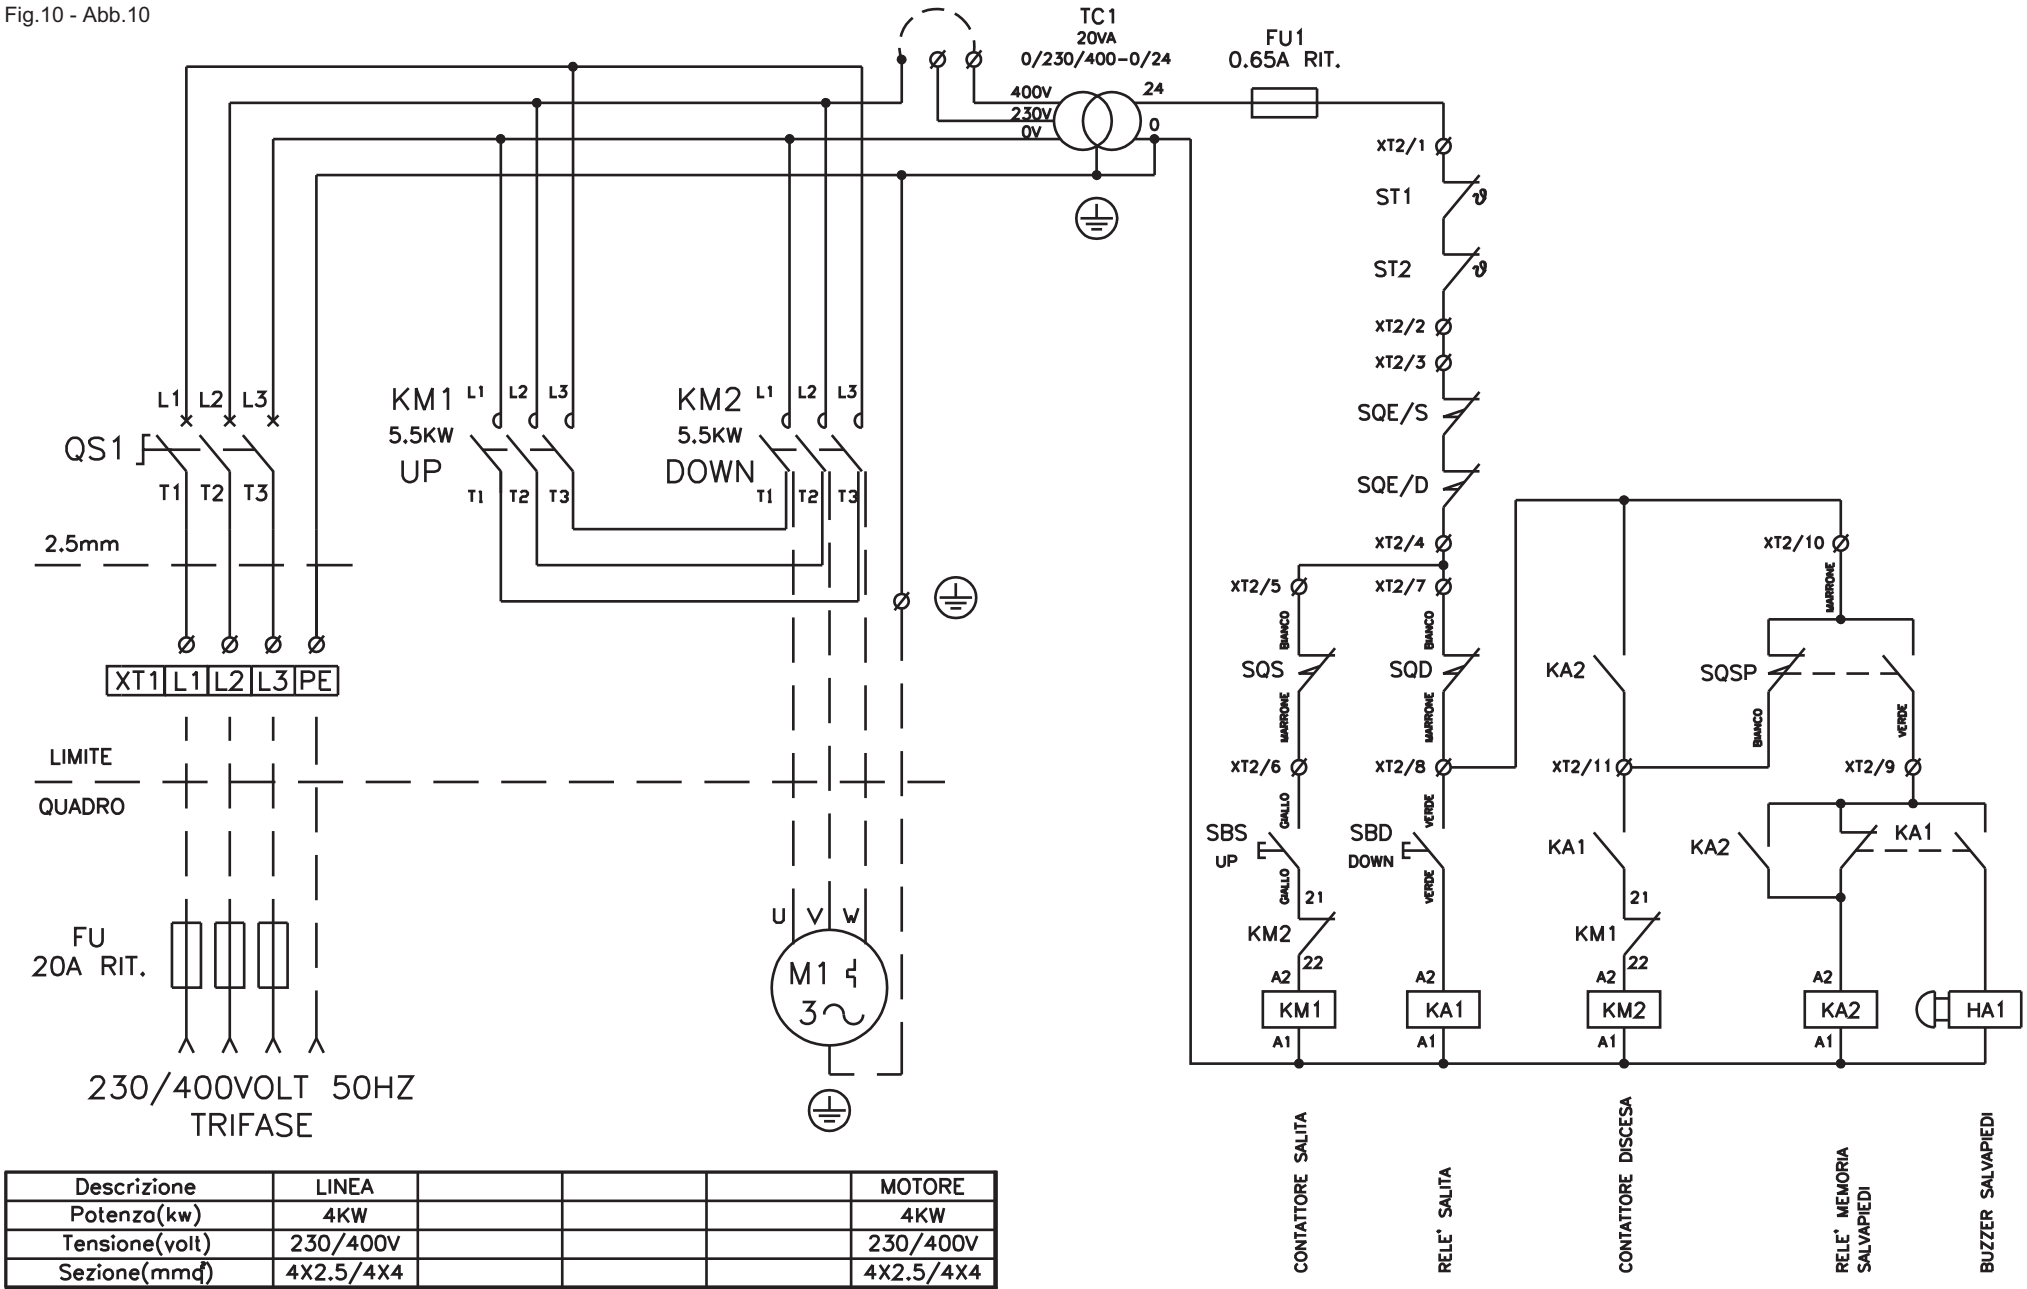 Fig.10 - Abb.10
TC1
20VA
0/230/400-0/24
FU1
0.65A RIT.
400V
230V
0V
24
0
XT2/1
ST1
ϑ
ST2
ϑ
XT2/2
XT2/3
SQE/S
SQE/D
XT2/4
L1 L2 L3
QS1
T1 T2 T3
KM1
5.5KW
UP
L1 L2 L3
T1 T2 T3
KM2
5.5KW
DOWN
L1 L2 L3
T1 T2 T3
2.5mm
XT1 L1 L2 L3 PE
LIMITE
QUADRO
FU
20A RIT.
230/400VOLT 50HZ
TRIFASE
U V W
M1
3
XT2/5
XT2/7
XT2/10
BIANCO
BIANCO
MARRONE
SQS
SQD
KA2
SQSP
MARRONE
MARRONE
BIANCO
VERDE
XT2/6
XT2/8
XT2/11
XT2/9
GIALLO
VERDE
SBS
UP
SBD
DOWN
KA1
KA2
KA1
GIALLO
VERDE
21
KM2
22
21
KM1
22
A2
A2
A2
A2
KM1
KA1
KM2
KA2
HA1
A1
A1
A1
A1
CONTATTORE SALITA
RELE' SALITA
CONTATTORE DISCESA
RELE' MEMORIA
SALVAPIEDI
BUZZER SALVAPIEDI
Descrizione LINEA MOTORE
Potenza(kw) 4KW 4KW
Tensione(volt) 230/400V 230/400V
Sezione(mmq) 4X2.5/4X4 4X2.5/4X4